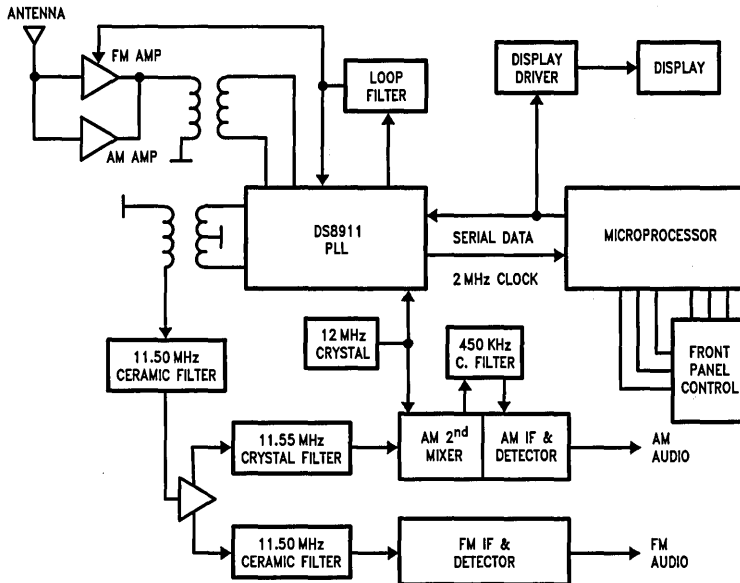 ANTENNA
FM AMP
AM AMP
LOOP
FILTER
DISPLAY
DRIVER
DISPLAY
DS8911
PLL
SERIAL DATA
2 MHz CLOCK
MICROPROCESSOR
11.50 MHz
CERAMIC FILTER
12 MHz
CRYSTAL
450 KHz
C. FILTER
FRONT
PANEL
CONTROL
11.55 MHz
CRYSTAL FILTER
AM 2nd
MIXER
AM IF &
DETECTOR
AM
AUDIO
11.50 MHz
CERAMIC FILTER
FM IF &
DETECTOR
FM
AUDIO